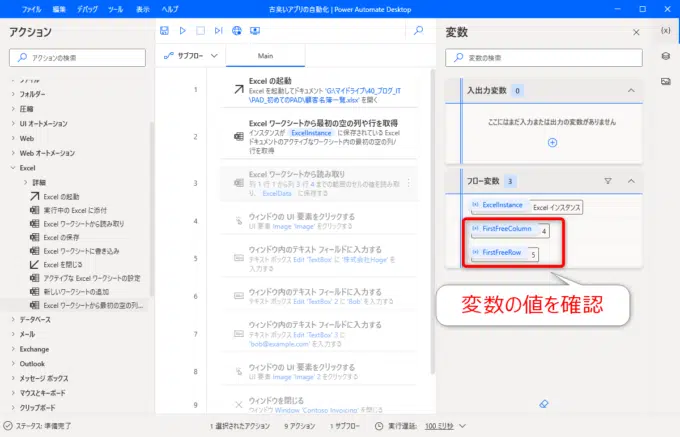 ファイル 編集 デバッグ ツール 表示 ヘルプ
古臭いアプリの自動化 | Power Automate Desktop
アクション
アクションの検索
ファイル
フォルダー
圧縮
UI オートメーション
Web
Web オートメーション
Excel
詳細
Excel の起動
実行中の Excel に添付
Excel ワークシートから読み取り
Excel の保存
Excel ワークシートに書き込み
Excel を閉じる
アクティブな Excel ワークシートの設定
新しいワークシートの追加
Excel ワークシートから最初の空の列...
データベース
メール
Exchange
Outlook
メッセージ ボックス
マウスとキーボード
クリップボード
サブフロー Main
1 Excel の起動
Excel を起動してドキュメント 'G:\マイドライブ\40_ブログ_IT
\PAD_初めてのPAD\顧客名簿一覧.xlsx' を開く
2 Excel ワークシートから最初の空の列や行を取得
インスタンスが ExcelInstance に保存されている Excel
ドキュメントのアクティブなワークシート内の最初の空の列/
行を取得
3 Excel ワークシートから読み取り
列 1 行 1 から列 3 行 4 までの範囲のセルの値を読み取
り、 ExcelData に保存する
4 ウィンドウの UI 要素をクリックする
UI 要素 Image 'Image' をクリックする
5 ウィンドウ内のテキスト フィールドに入力する
テキスト ボックス Edit 'TextBox' に '株式会社Hoge' を
入力する
6 ウィンドウ内のテキスト フィールドに入力する
テキスト ボックス Edit 'TextBox' 2 に 'Bob' を入力する
7 ウィンドウ内のテキスト フィールドに入力する
テキスト ボックス Edit 'TextBox' 3 に
'bob@example.com' を入力する
8 ウィンドウの UI 要素をクリックする
UI 要素 Image 'Image' 2 をクリックする
9 ウィンドウを閉じる
ウィンドウ Window 'Contoso Invoicing' を閉じる
変数
変数の検索
{x}
入出力変数 0
ここにはまだ入力または出力の変数がありません
フロー変数 3
(x) ExcelInstance Excel インスタンス
(x) FirstFreeColumn 4
(x) FirstFreeRow 5
変数の値を確認
ステータス: 準備完了 1 選択されたアクション 9 アクション 1 サブフロー 実行遅延: 100 ミリ秒